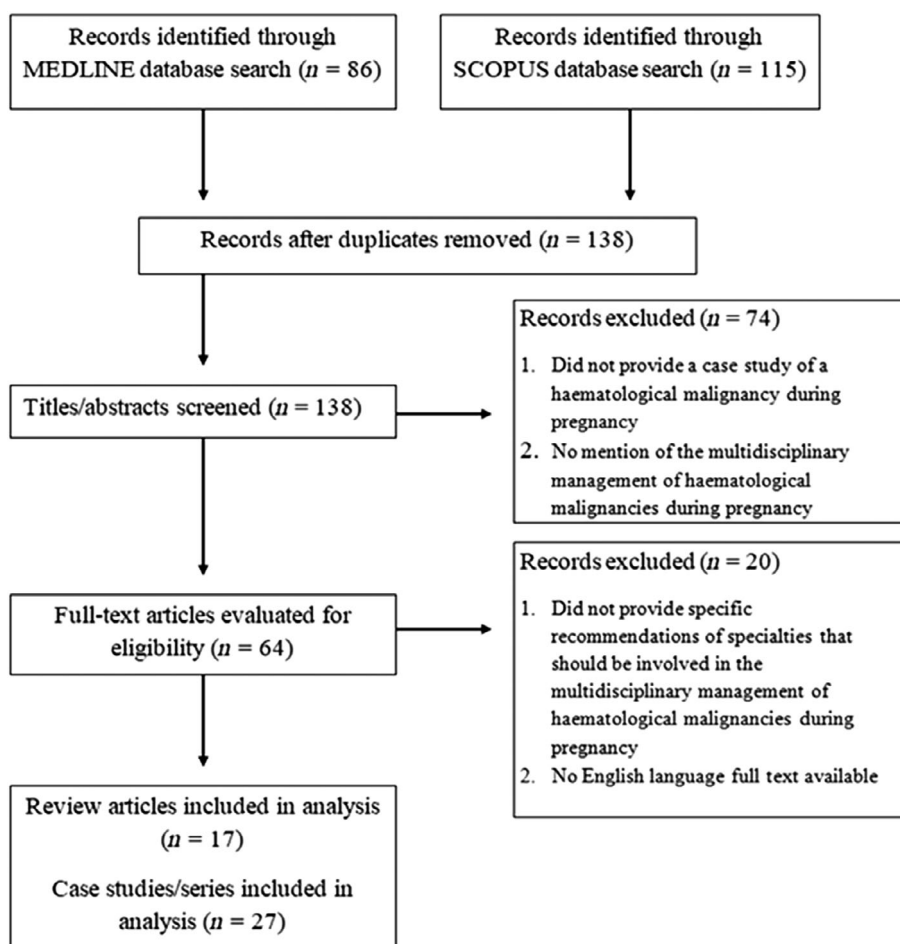 Records identified through
MEDLINE database search (n = 86)
Records identified through
SCOPUS database search (n = 115)
Records after duplicates removed (n = 138)
Titles/abstracts screened (n = 138)
Records excluded (n = 74)
1. Did not provide a case study of a
haematological malignancy during
pregnancy
2. No mention of the multidisciplinary
management of haematological
malignancies during pregnancy
Full-text articles evaluated for
eligibility (n = 64)
Records excluded (n = 20)
1. Did not provide specific
recommendations of specialties that
should be involved in the
multidisciplinary management of
haematological malignancies during
pregnancy
2. No English language full text available
Review articles included in analysis
(n = 17)
Case studies/series included in
analysis (n = 27)